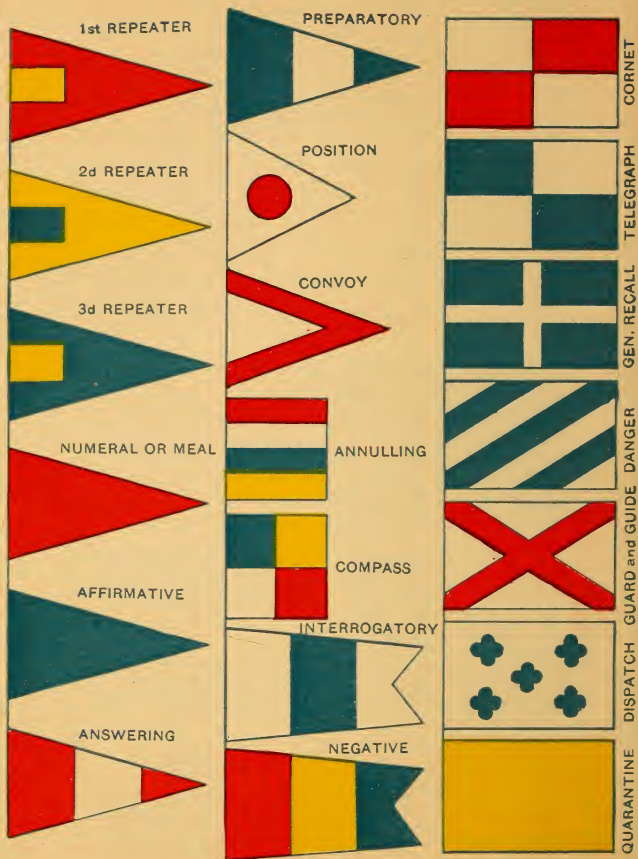 1st REPEATER
2d REPEATER
3d REPEATER
NUMERAL OR MEAL
AFFIRMATIVE
ANSWERING
PREPARATORY
POSITION
CONVOY
ANNULLING
COMPASS
INTERROGATORY
NEGATIVE
CORNET
TELEGRAPH
GEN. RECALL
DANGER
GUARD and GUIDE
DISPATCH
QUARANTINE